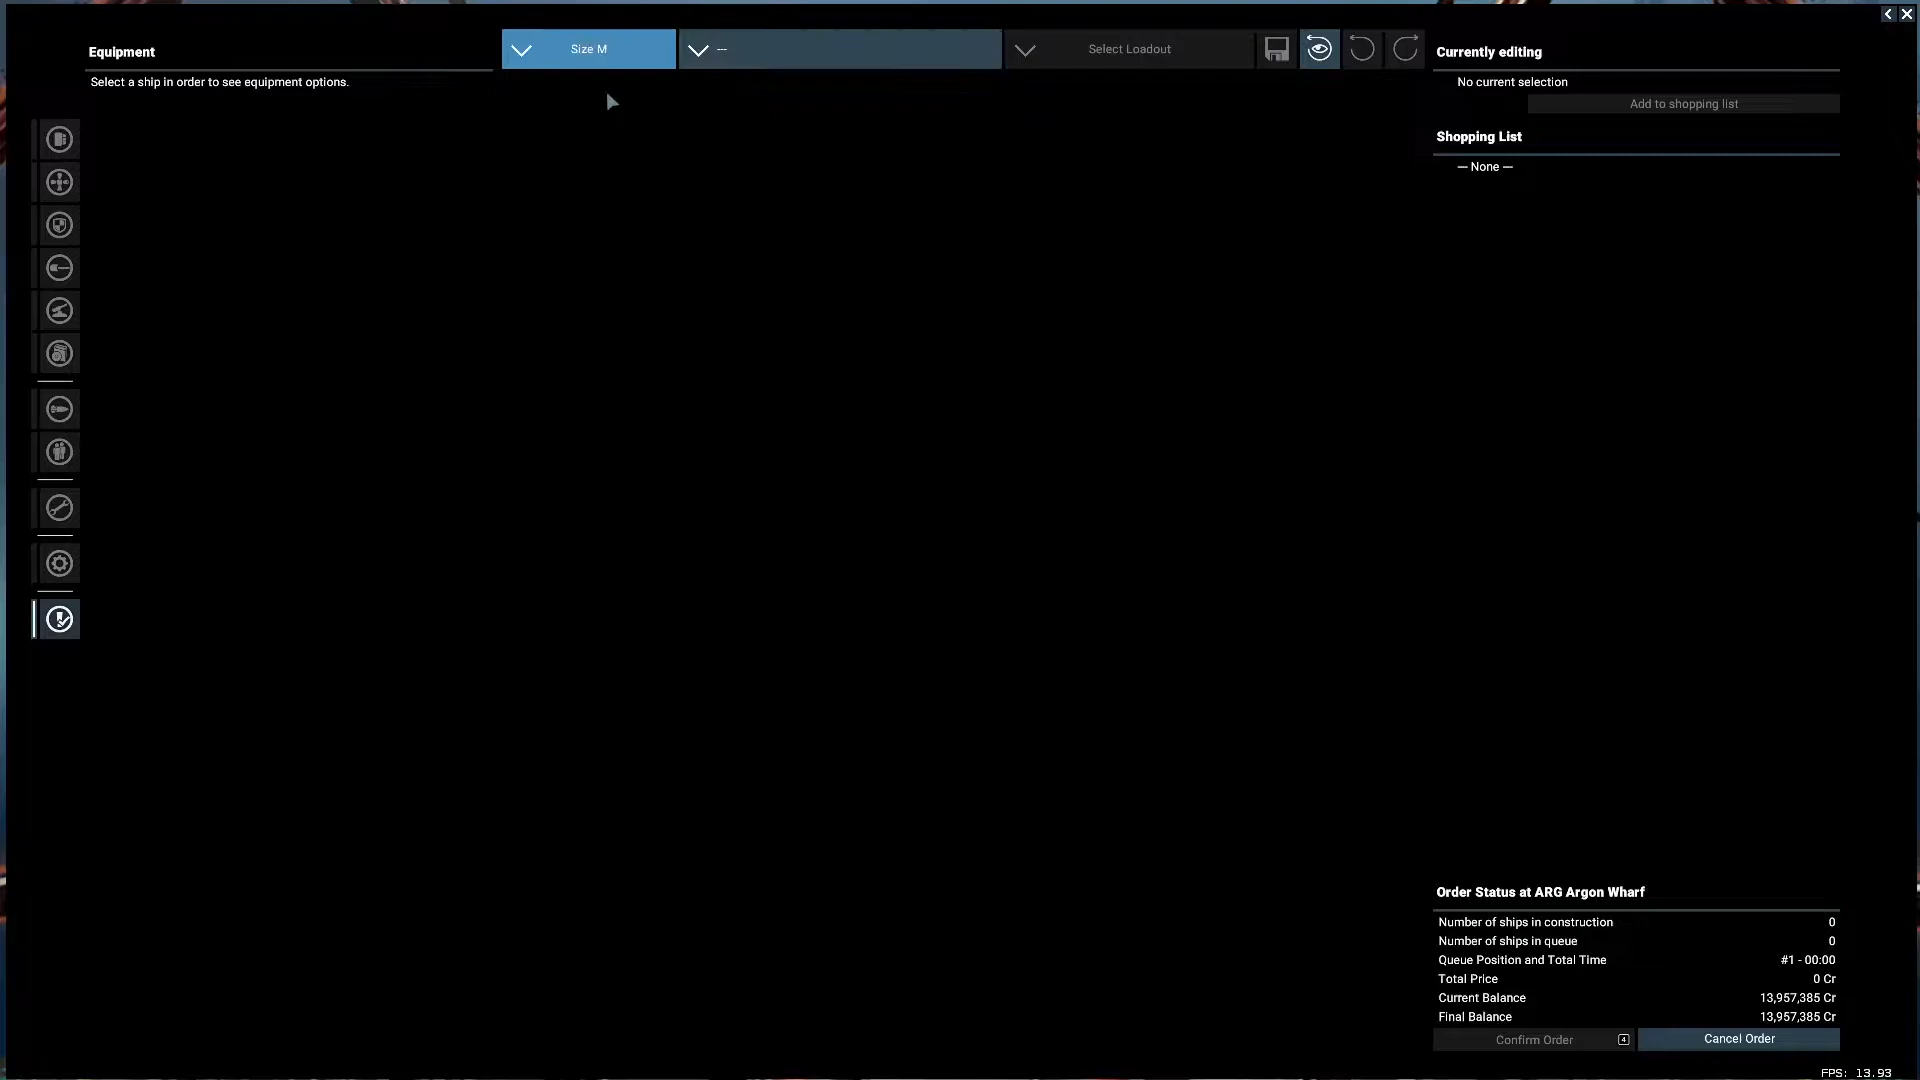 Equipment
Select a ship in order to see equipment options.
Size M
---
Select Loadout
Currently editing
No current selection
Add to shopping list
Shopping List
— None —
Order Status at ARG Argon Wharf
Number of ships in construction 0
Number of ships in queue 0
Queue Position and Total Time #1 - 00:00
Total Price 0 Cr
Current Balance 13,957,385 Cr
Final Balance 13,957,385 Cr
Confirm Order 4
Cancel Order
FPS: 13.93